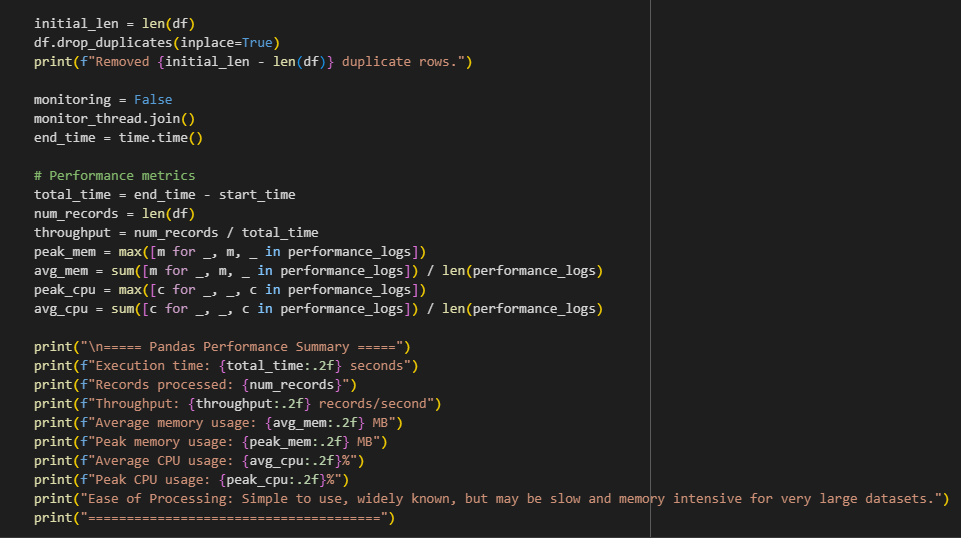 initial_len = len(df)
df.drop_duplicates(inplace=True)
print(f"Removed {initial_len - len(df)} duplicate rows.")
monitoring = False
monitor_thread.join()
end_time = time.time()
# Performance metrics
total_time = end_time - start_time
num_records = len(df)
throughput = num_records / total_time
peak_mem = max([m for _, m, _ in performance_logs])
avg_mem = sum([m for _, m, _ in performance_logs]) / len(performance_logs)
peak_cpu = max([c for _, _, c in performance_logs])
avg_cpu = sum([c for _, _, c in performance_logs]) / len(performance_logs)
print("\n===== Pandas Performance Summary =====")
print(f"Execution time: {total_time:.2f} seconds")
print(f"Records processed: {num_records}")
print(f"Throughput: {throughput:.2f} records/second")
print(f"Average memory usage: {avg_mem:.2f} MB")
print(f"Peak memory usage: {peak_mem:.2f} MB")
print(f"Average CPU usage: {avg_cpu:.2f}%")
print(f"Peak CPU usage: {peak_cpu:.2f}%")
print("Ease of Processing: Simple to use, widely known, but may be slow and memory intensive for very large datasets.")
print("======================================")